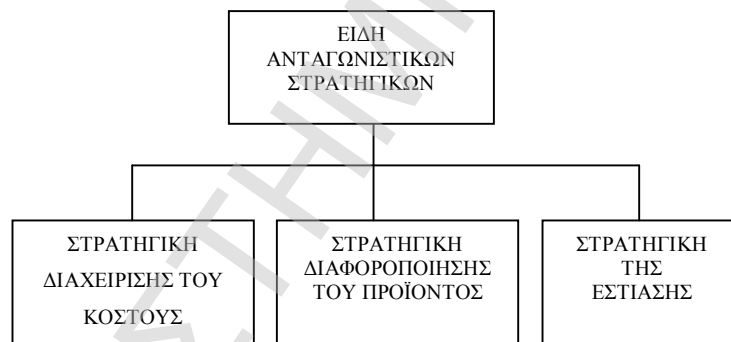 ΕΙΔΗ
ΑΝΤΑΓΩΝΙΣΤΙΚΩΝ
ΣΤΡΑΤΗΓΙΚΩΝ
ΣΤΡΑΤΗΓΙΚΗ
ΔΙΑΧΕΙΡΙΣΗΣ ΤΟΥ
ΚΟΣΤΟΥΣ
ΣΤΡΑΤΗΓΙΚΗ
ΔΙΑΦΟΡΟΠΟΙΗΣΗΣ
ΤΟΥ ΠΡΟΪΟΝΤΟΣ
ΣΤΡΑΤΗΓΙΚΗ
ΤΗΣ
ΕΣΤΙΑΣΗΣ